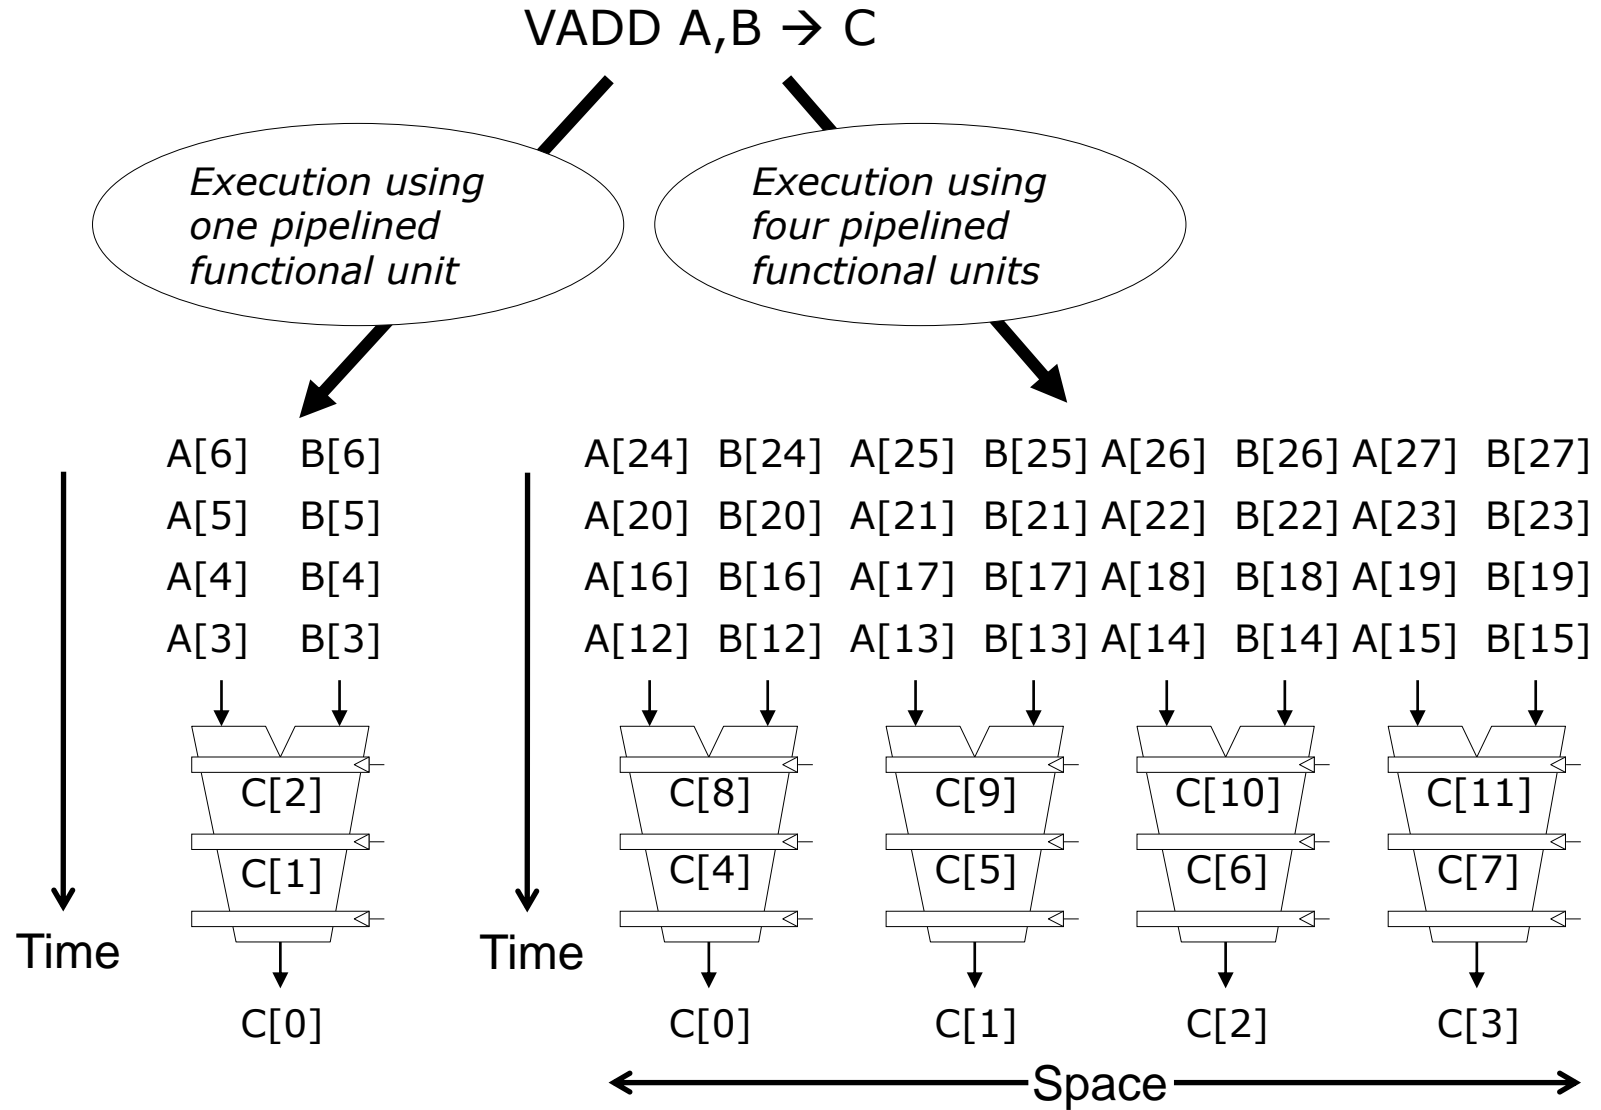 VADD A,B → C
Execution using
one pipelined
functional unit
Execution using
four pipelined
functional units
A[6] B[6]
A[5] B[5]
A[4] B[4]
A[3] B[3]
C[2]
C[1]
C[0]
Time
A[24] B[24] A[25] B[25] A[26] B[26] A[27] B[27]
A[20] B[20] A[21] B[21] A[22] B[22] A[23] B[23]
A[16] B[16] A[17] B[17] A[18] B[18] A[19] B[19]
A[12] B[12] A[13] B[13] A[14] B[14] A[15] B[15]
C[8] C[9] C[10] C[11]
C[4] C[5] C[6] C[7]
Time
C[0] C[1] C[2] C[3]
Space